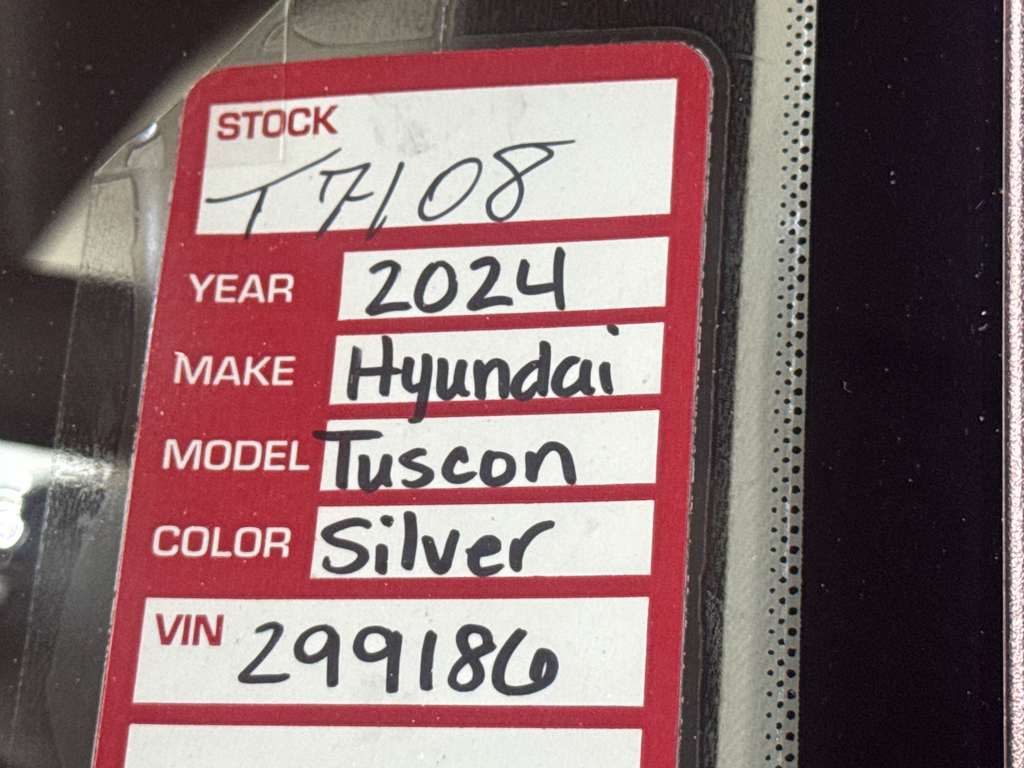 STOCK
T7108
YEAR 2024
MAKE Hyundai
MODEL Tuscon
COLOR Silver
VIN 299186